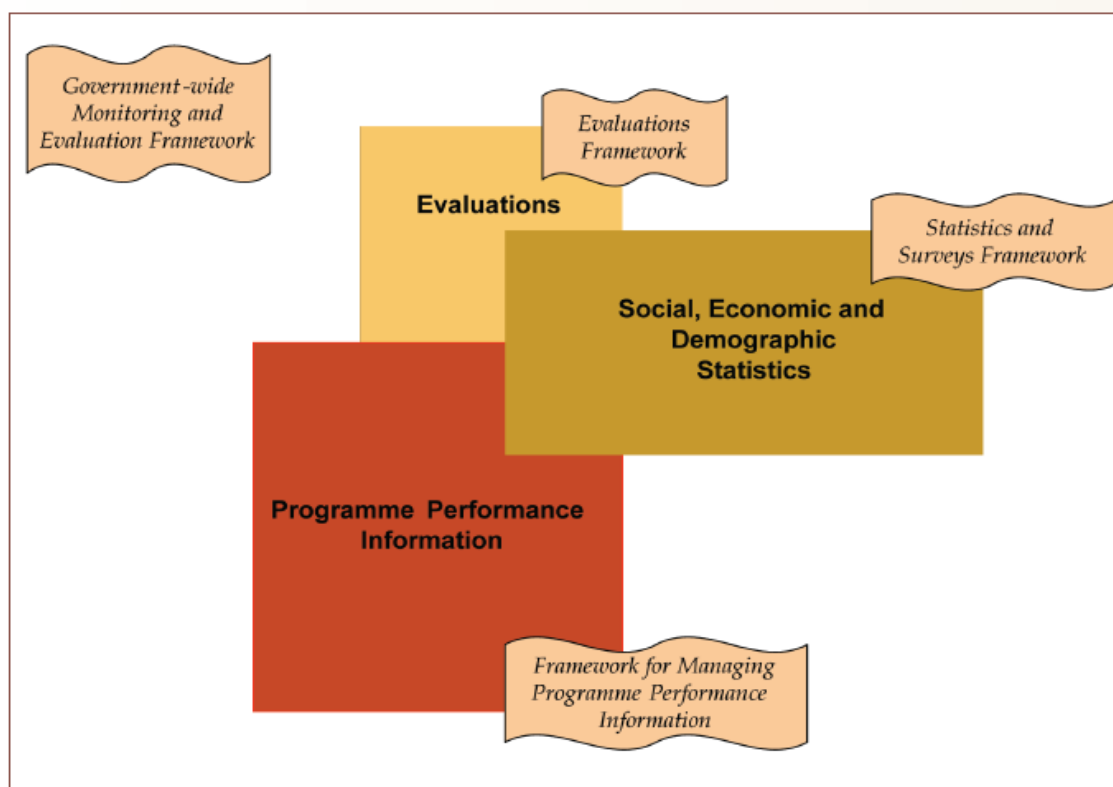 Government-wide
Monitoring and
Evaluation Framework
Evaluations
Framework
Evaluations
Statistics and
Surveys Framework
Social, Economic and
Demographic
Statistics
Programme Performance
Information
Framework for Managing
Programme Performance
Information